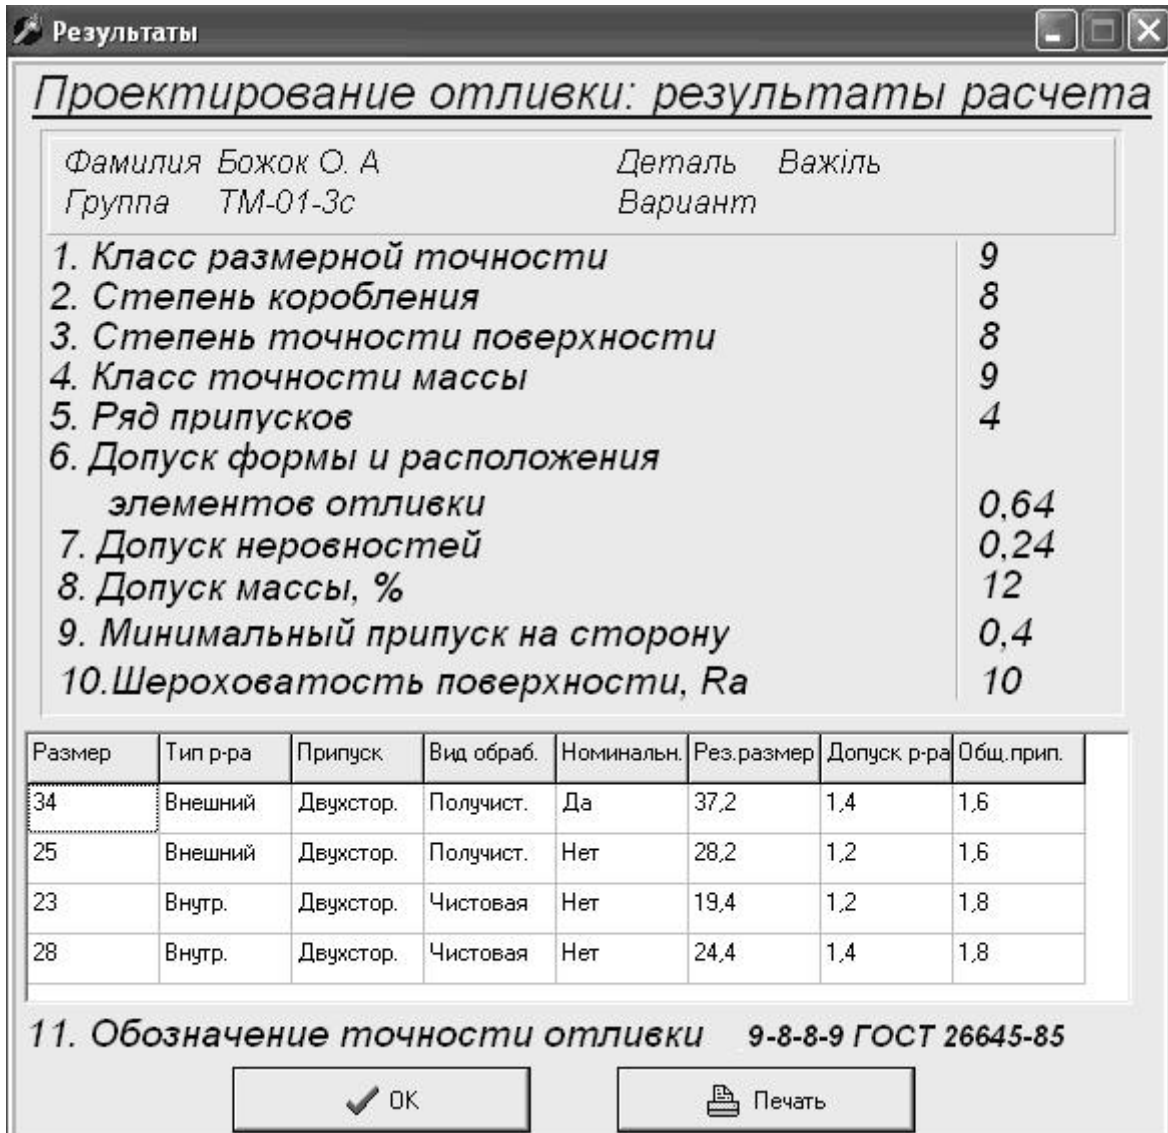 Результаты
Проектирование отливки: результаты расчета
Фамилия Божок О. А Деталь Важіль
Группа ТМ-01-3с Вариант
1. Класс размерной точности 9
2. Степень коробления 8
3. Степень точности поверхности 8
4. Класс точности массы 9
5. Ряд припусков 4
6. Допуск формы и расположения
элементов отливки 0,64
7. Допуск неровностей 0,24
8. Допуск массы, % 12
9. Минимальный припуск на сторону 0,4
10.Шероховатость поверхности, Ra 10
Размер Тип р-ра Припуск Вид обраб. Номинальн. Рез.размер Допуск р-ра Общ.прип.
34 Внешний Двухстор. Получист. Да 37,2 1,4 1,6
25 Внешний Двухстор. Получист. Нет 28,2 1,2 1,6
23 Внутр. Двухстор. Чистовая Нет 19,4 1,2 1,8
28 Внутр. Двухстор. Чистовая Нет 24,4 1,4 1,8
11. Обозначение точности отливки 9-8-8-9 ГОСТ 26645-85
OK Печать